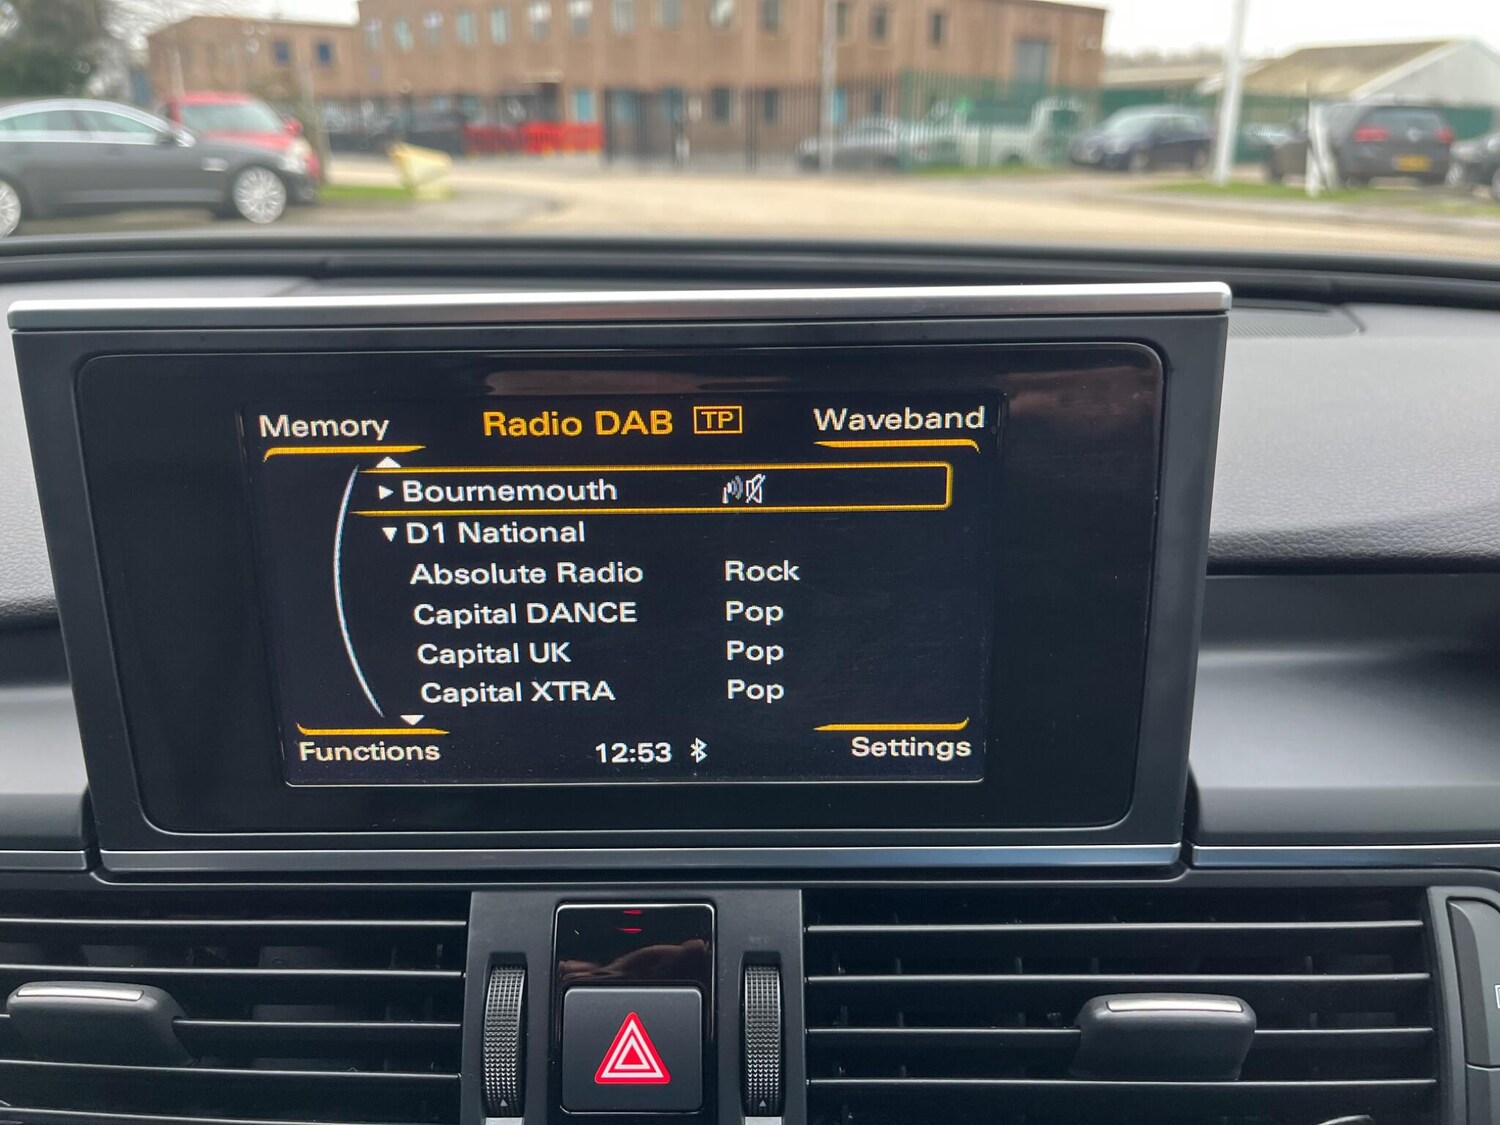 Memory Radio DAB TP Waveband
Bournemouth
D1 National
Absolute Radio Rock
Capital DANCE Pop
Capital UK Pop
Capital XTRA Pop
Functions 12:53 Settings